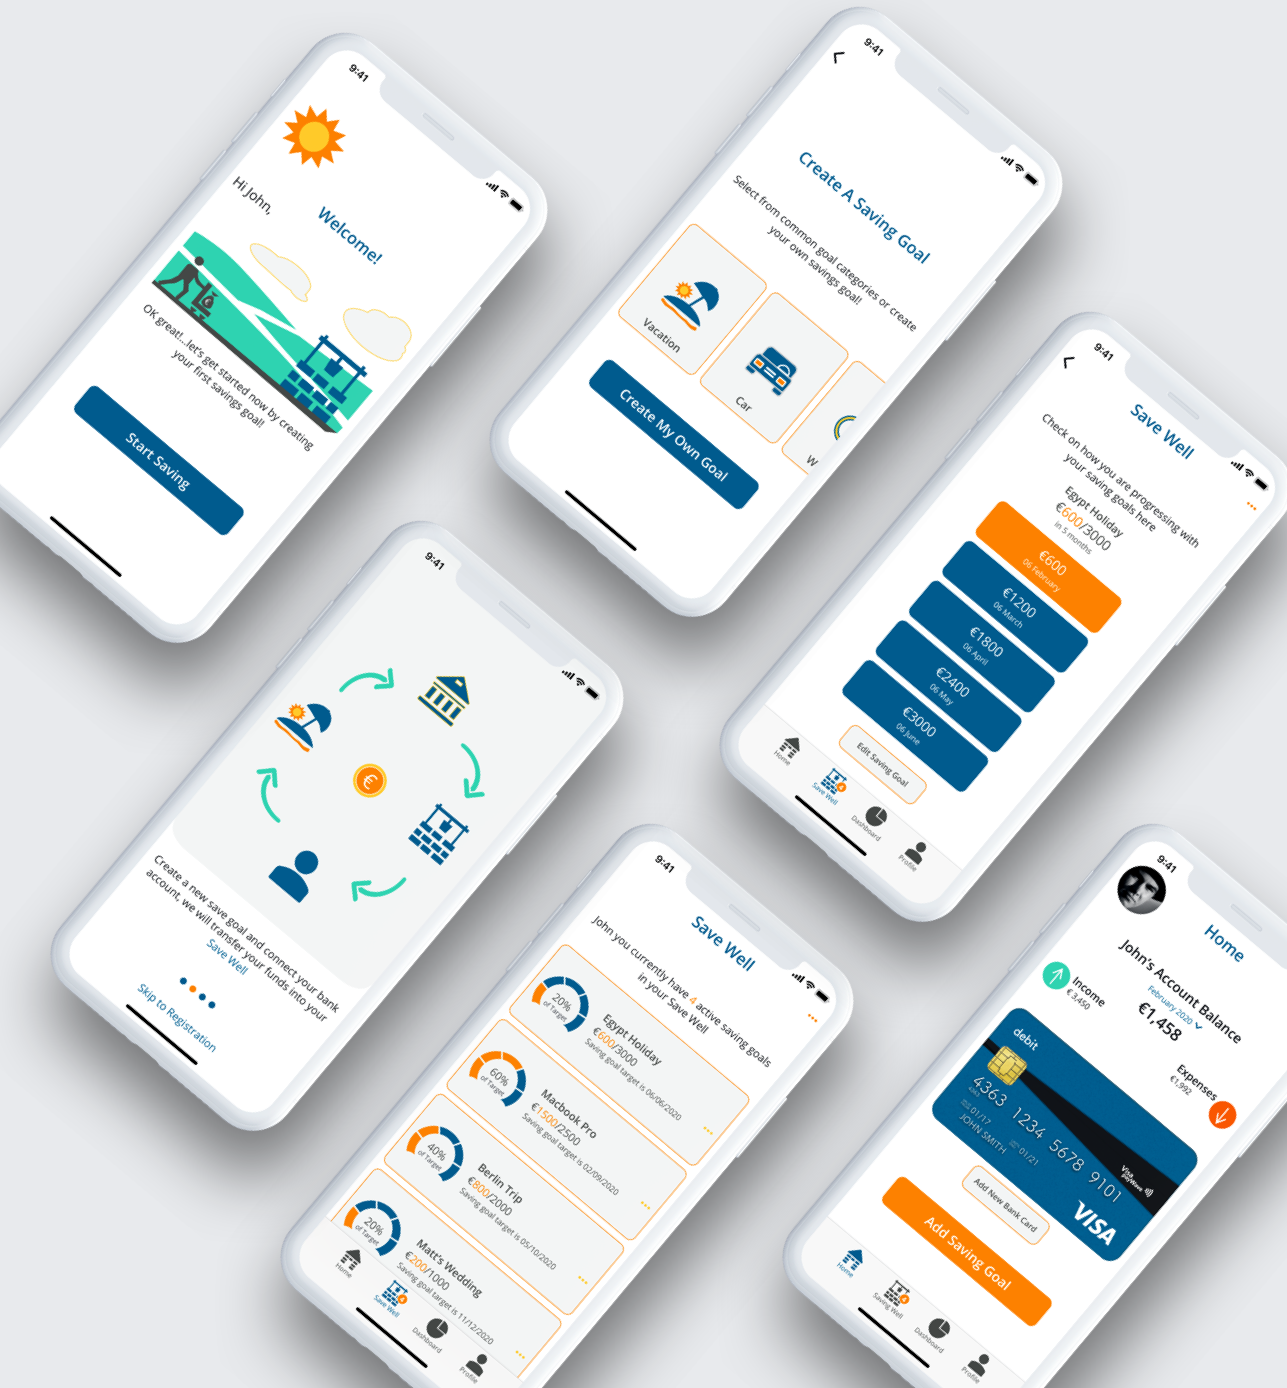 9:41
Hi John,
Welcome!
OK great!...let's get started now by creating
your first savings goal!
Start Saving
9:41
Create A Saving Goal
Select from common goal categories or create
your own savings goal!
Vacation
Car
W
Create My Own Goal
9:41
Save Well
Check on how you are progressing with
your saving goals here
Egypt Holiday
€600/3000
in 5 months
€600
06 February
€1200
06 March
€1800
06 April
€2400
06 May
€3000
06 June
Edit Saving Goal
Home
Save Well
4
Dashboard
Profile
9:41
€
Create a new save goal and connect your bank
account, we will transfer your funds into your
Save Well
Skip to Registration
9:41
Save Well
John you currently have 4 active saving goals
in your Save Well
20%
of Target
Egypt Holiday
€600/3000
Saving goal target is 06/06/2020
60%
of Target
Macbook Pro
€1500/2500
Saving goal target is 02/09/2020
40%
of Target
Berlin Trip
€800/2000
Saving goal target is 05/10/2020
20%
of Target
Matt's Wedding
€200/1000
Saving goal target is 11/12/2020
Home
Save Well
4
Dashboard
Profile
9:41
Home
John's Account Balance
February 2020
€1,458
Income
€3,450
Expenses
€1,992
debit
4363 1234 5678 9101
4363
01/17
01/21
JOHN SMITH
Visa
payWave
VISA
Add New Bank Card
Add Saving Goal
Home
Saving Well
4
Dashboard
Profile